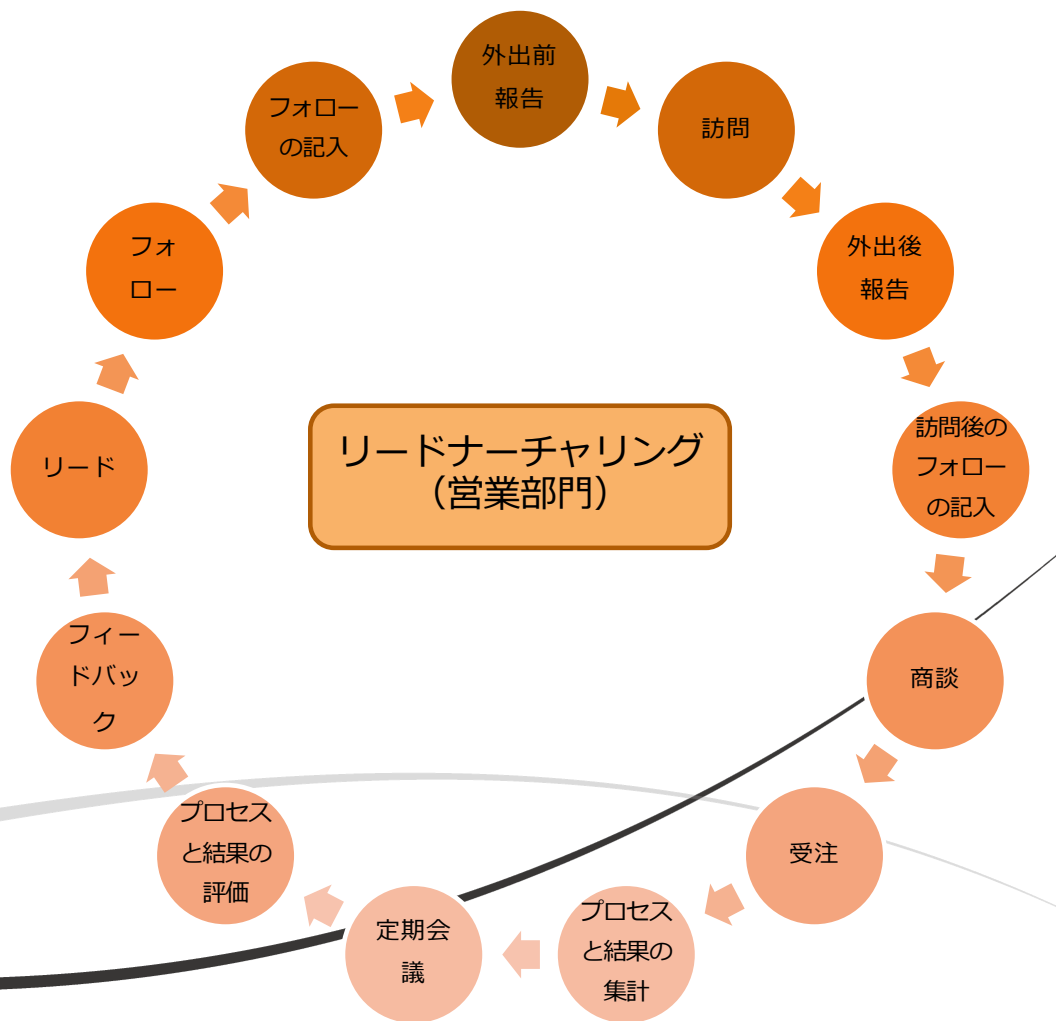 外出前
報告
訪問
外出後
報告
訪問後の
フォロー
の記入
商談
受注
プロセス
と結果の
集計
定期会
議
プロセス
と結果の
評価
フィー
ドバッ
ク
リード
フォ
ロー
フォロー
の記入
リードナーチャリング
（営業部門）